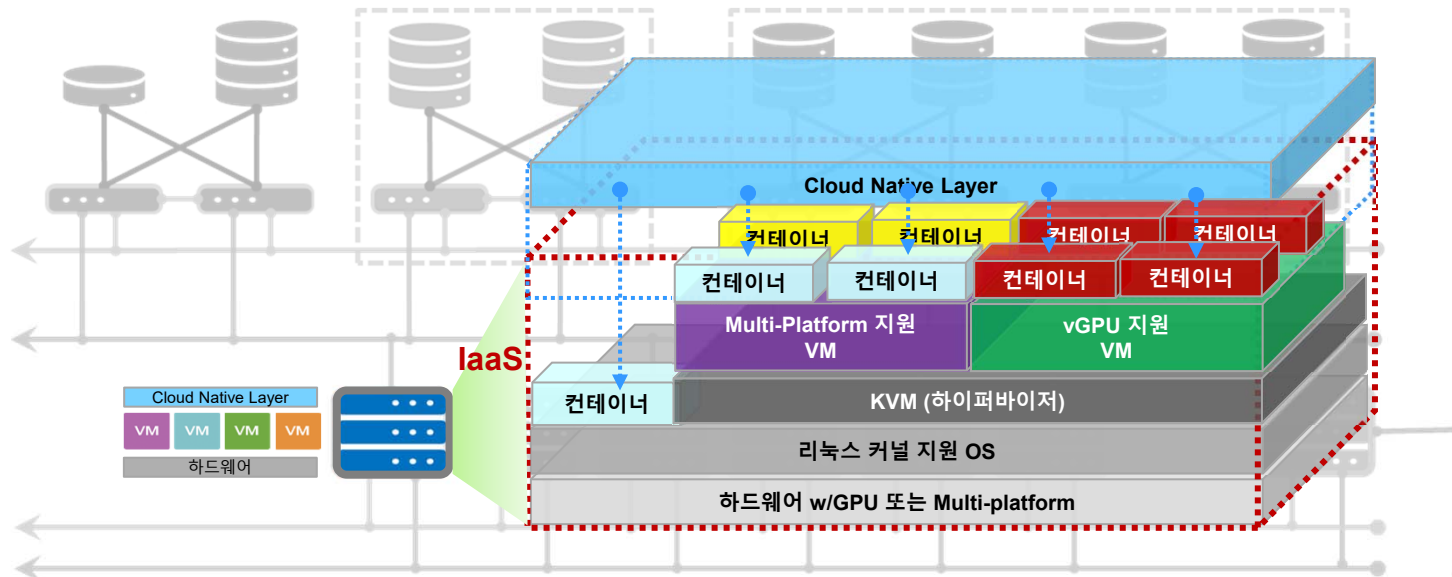 Cloud Native Layer
컨테이너
컨테이너
컨테이너
컨테이너
컨테이너
컨테이너
컨테이너
컨테이너
Multi-Platform 지원
VM
vGPU 지원
VM
IaaS
컨테이너
KVM (하이퍼바이저)
리눅스 커널 지원 OS
하드웨어 w/GPU 또는 Multi-platform
Cloud Native Layer
VM
VM
VM
VM
하드웨어